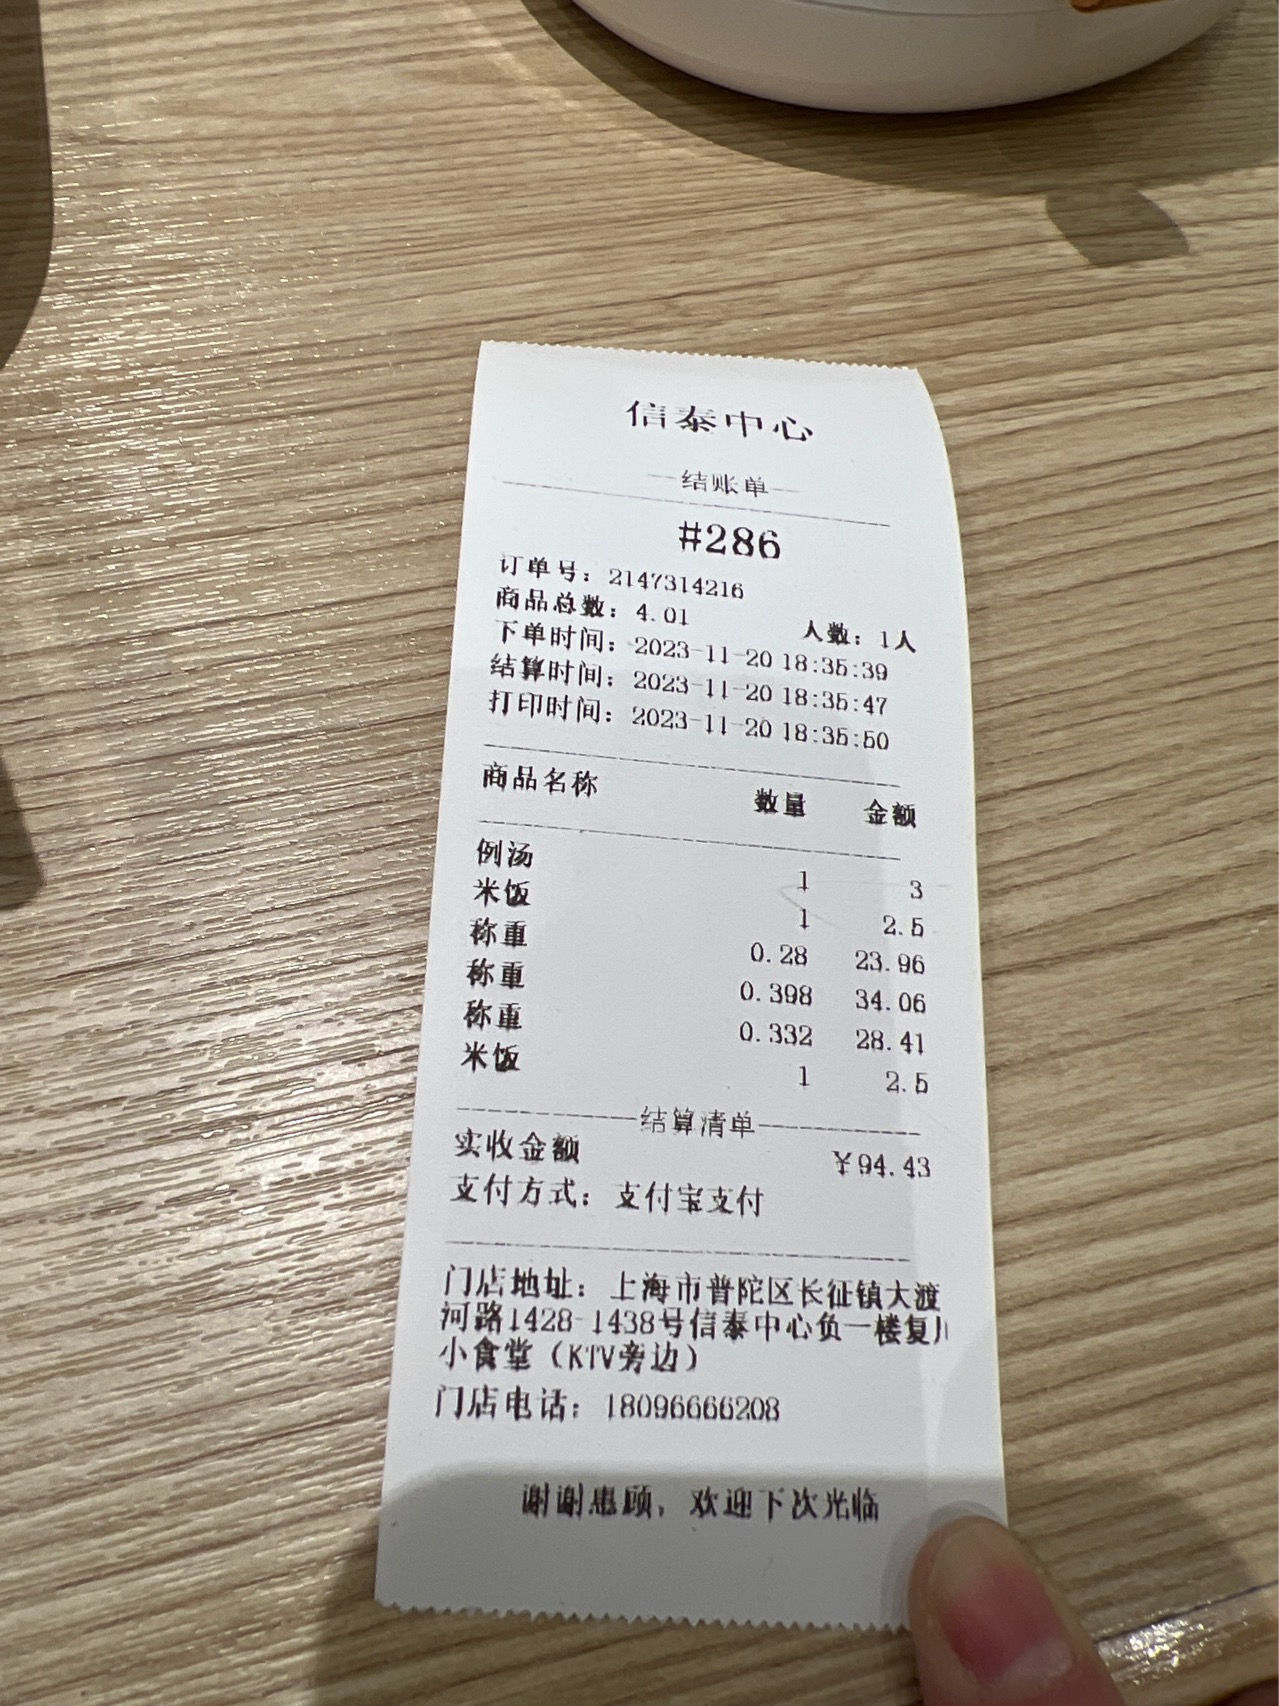 信泰中心
—结账单—
#286
订单号：2147314216
商品总数：4.01 人数：1人
下单时间：2023-11-20 18:35:39
结算时间：2023-11-20 18:35:47
打印时间：2023-11-20 18:35:50
商品名称 数量 金额
例汤 1 3
米饭 1 2.5
称重 0.28 23.96
称重 0.398 34.06
称重 0.332 28.41
米饭 1 2.5
结算清单
实收金额 ￥94.43
支付方式：支付宝支付
门店地址：上海市普陀区长征镇大渡
河路1428-1438号信泰中心负一楼复川
小食堂（KTV旁边）
门店电话：18096666208
谢谢惠顾，欢迎下次光临